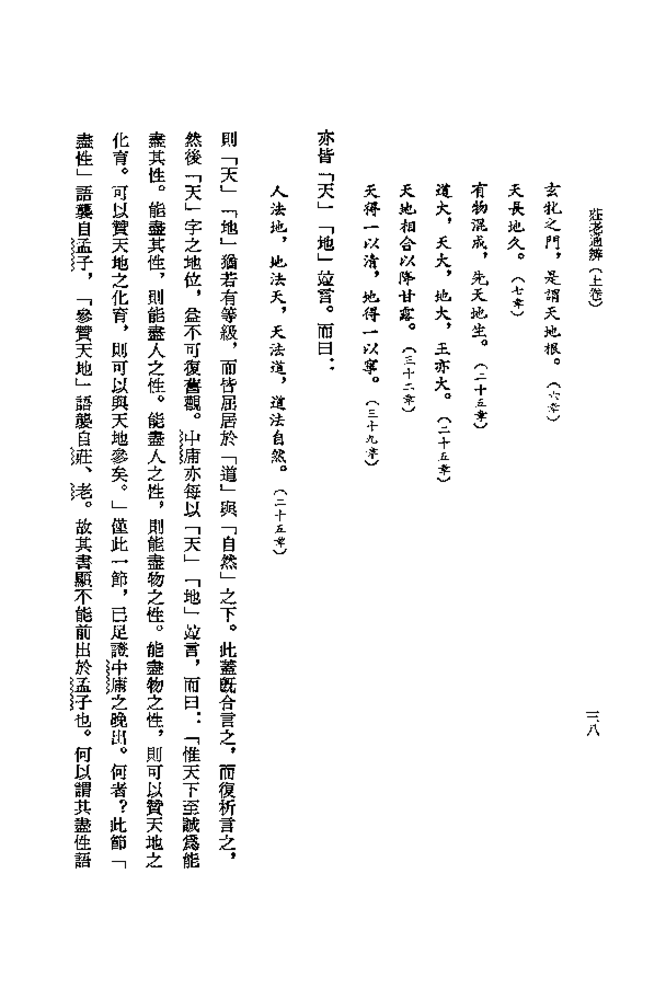 莊老通辨（上卷）
三八
玄牝之門，是謂天地根。（六章）
天長地久。（七章）
有物混成，先天地生。（二十五章）
道大，天大，地大，王亦大。（二十五章）
天地相合以降甘露。（三十二章）
天得一以清，地得一以寧。（三十九章）
亦皆「天」「地」竝言。而曰：
人法地，地法天，天法道，道法自然。（二十五章）
則「天」「地」猶若有等級，而皆屈居於「道」與「自然」之下。此蓋既合言之，而復析言之，
然後「天」字之地位，益不可復舊觀。中庸亦每以「天」「地」竝言，而曰：「惟天下至誠爲能
盡其性。能盡其性，則能盡人之性。能盡人之性，則能盡物之性。能盡物之性，則可以贊天地之
化育。可以贊天地之化育，則可以與天地參矣。」僅此一節，已足證中庸之晚出。何者？此節「
盡性」語襲自孟子，「參贊天地」語襲自莊、老。故其書顯不能前出於孟子也。何以謂其盡性語